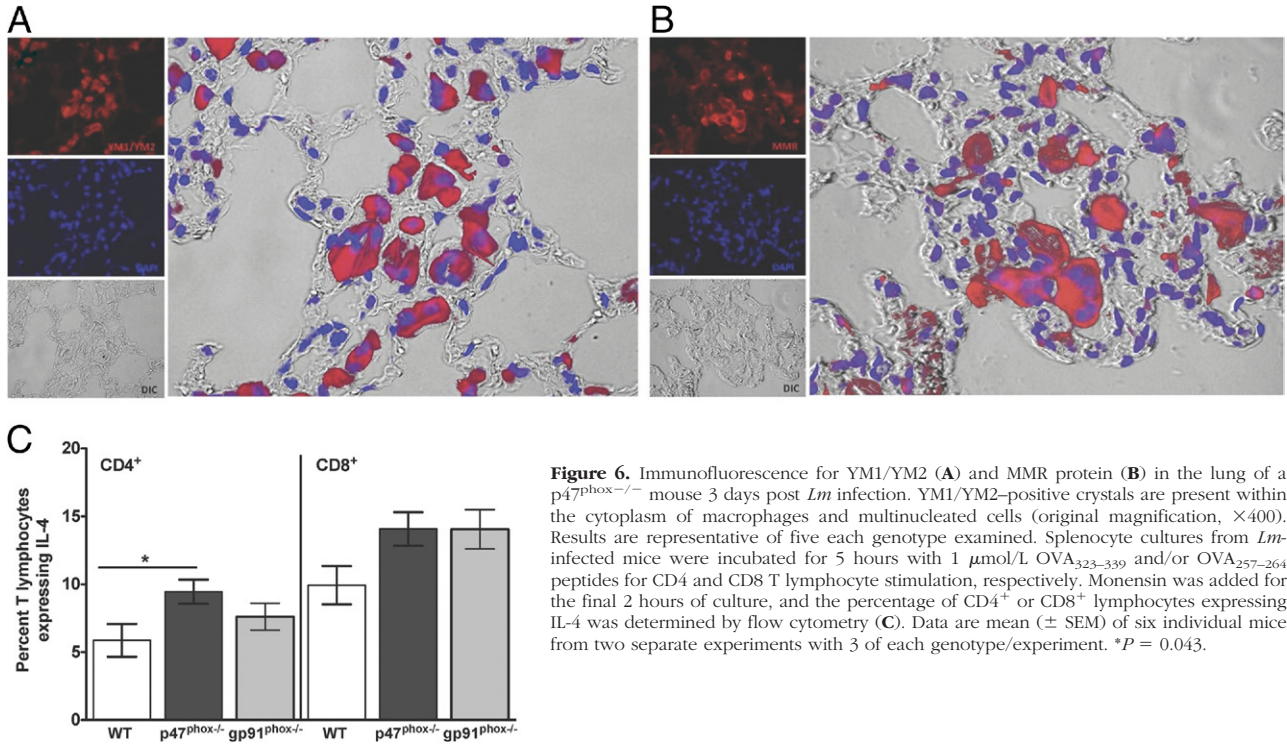 A
B
YM1/YM2
DAPI
DIC
MMR
DAPI
DIC
C
CD4+
CD8+
Percent T lymphocytes
expressing IL-4
20
15
10
5
0
*
WT
p47phox-/-
gp91phox-/-
WT
p47phox-/-
gp91phox-/-
Figure 6. Immunofluorescence for YM1/YM2 (A) and MMR protein (B) in the lung of a
p47phox−/− mouse 3 days post Lm infection. YM1/YM2–positive crystals are present within
the cytoplasm of macrophages and multinucleated cells (original magnification, ×400).
Results are representative of five each genotype examined. Splenocyte cultures from Lm-
infected mice were incubated for 5 hours with 1 μmol/L OVA323–339 and/or OVA257–264
peptides for CD4 and CD8 T lymphocyte stimulation, respectively. Monensin was added for
the final 2 hours of culture, and the percentage of CD4+ or CD8+ lymphocytes expressing
IL-4 was determined by flow cytometry (C). Data are mean (± SEM) of six individual mice
from two separate experiments with 3 of each genotype/experiment. *P = 0.043.